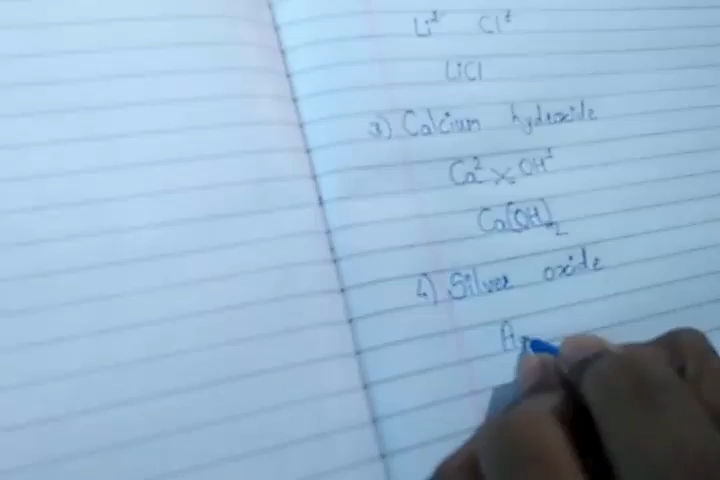 Li¹ Cl¹
LiCl
3) Calcium hydroxide
Ca² OH¹
Ca(OH)₂
4) Silver oxide
A